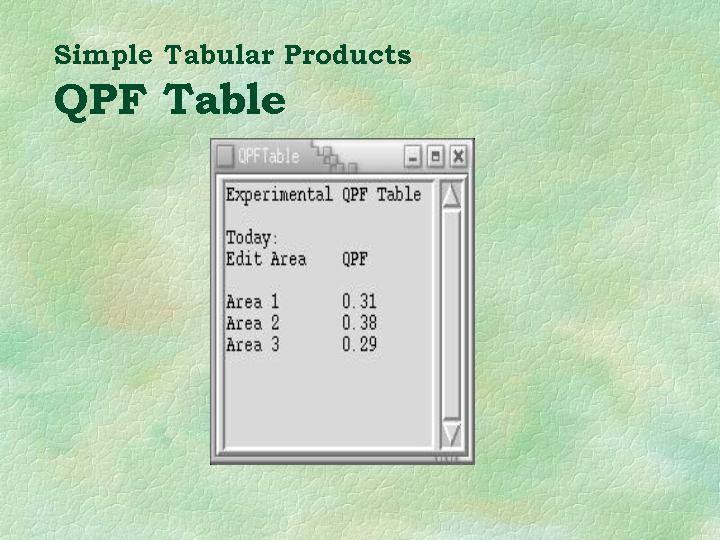 Simple Tabular Products
QPF Table
QPFTable
Experimental QPF Table
Today:
Edit Area QPF
Area 1 0.31
Area 2 0.38
Area 3 0.29